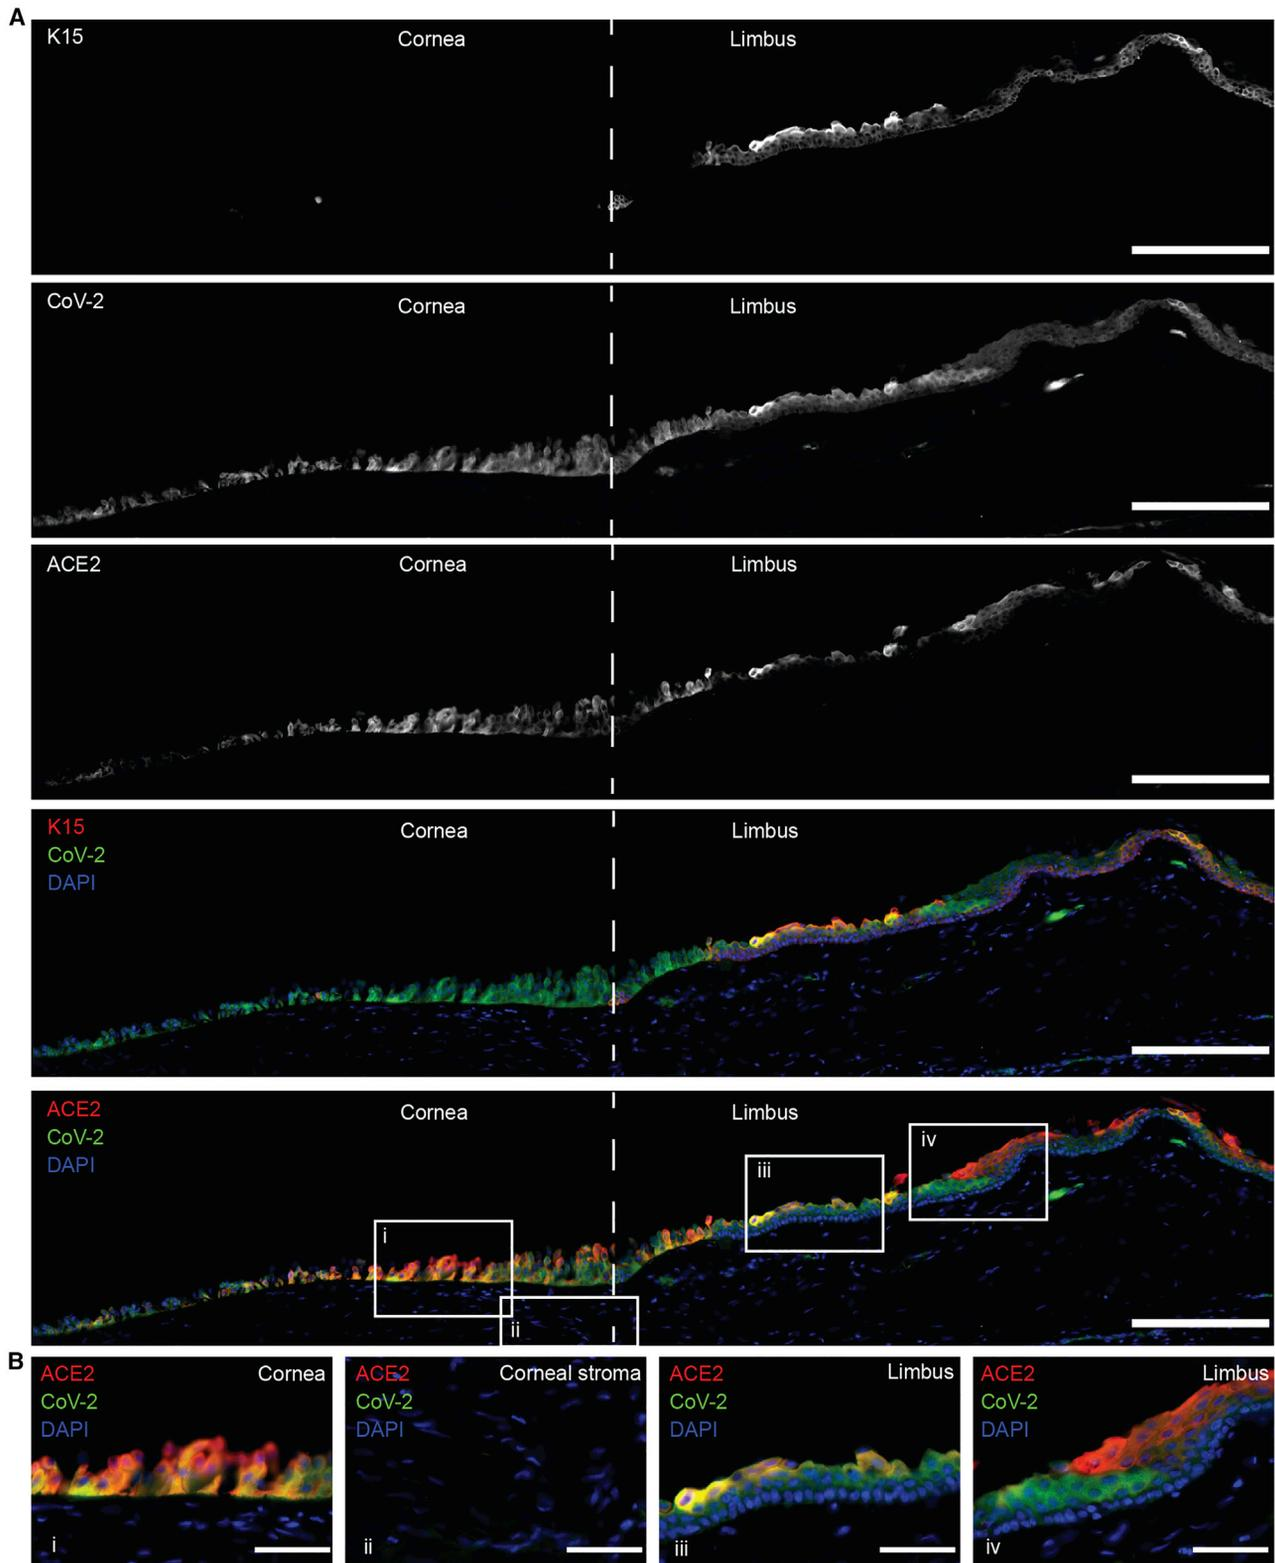 A
K15
Cornea
Limbus
CoV-2
Cornea
Limbus
ACE2
Cornea
Limbus
K15
CoV-2
DAPI
Cornea
Limbus
ACE2
CoV-2
DAPI
Cornea
Limbus
i
ii
iii
iv
B
ACE2
CoV-2
DAPI
Cornea
i
ACE2
CoV-2
DAPI
Corneal stroma
ii
ACE2
CoV-2
DAPI
Limbus
iii
ACE2
CoV-2
DAPI
Limbus
iv